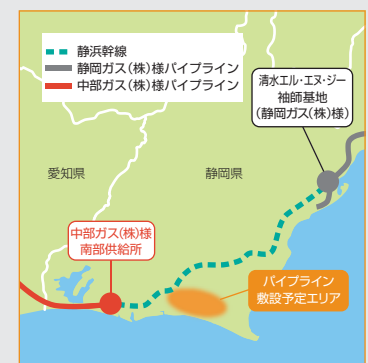 静浜幹線
静岡ガス(株)様パイプライン
中部ガス(株)様パイプライン
清水エル・エヌ・ジー
袖師基地
(静岡ガス(株)様)
愛知県
静岡県
中部ガス(株)様
南部供給所
パイプライン
敷設予定エリア